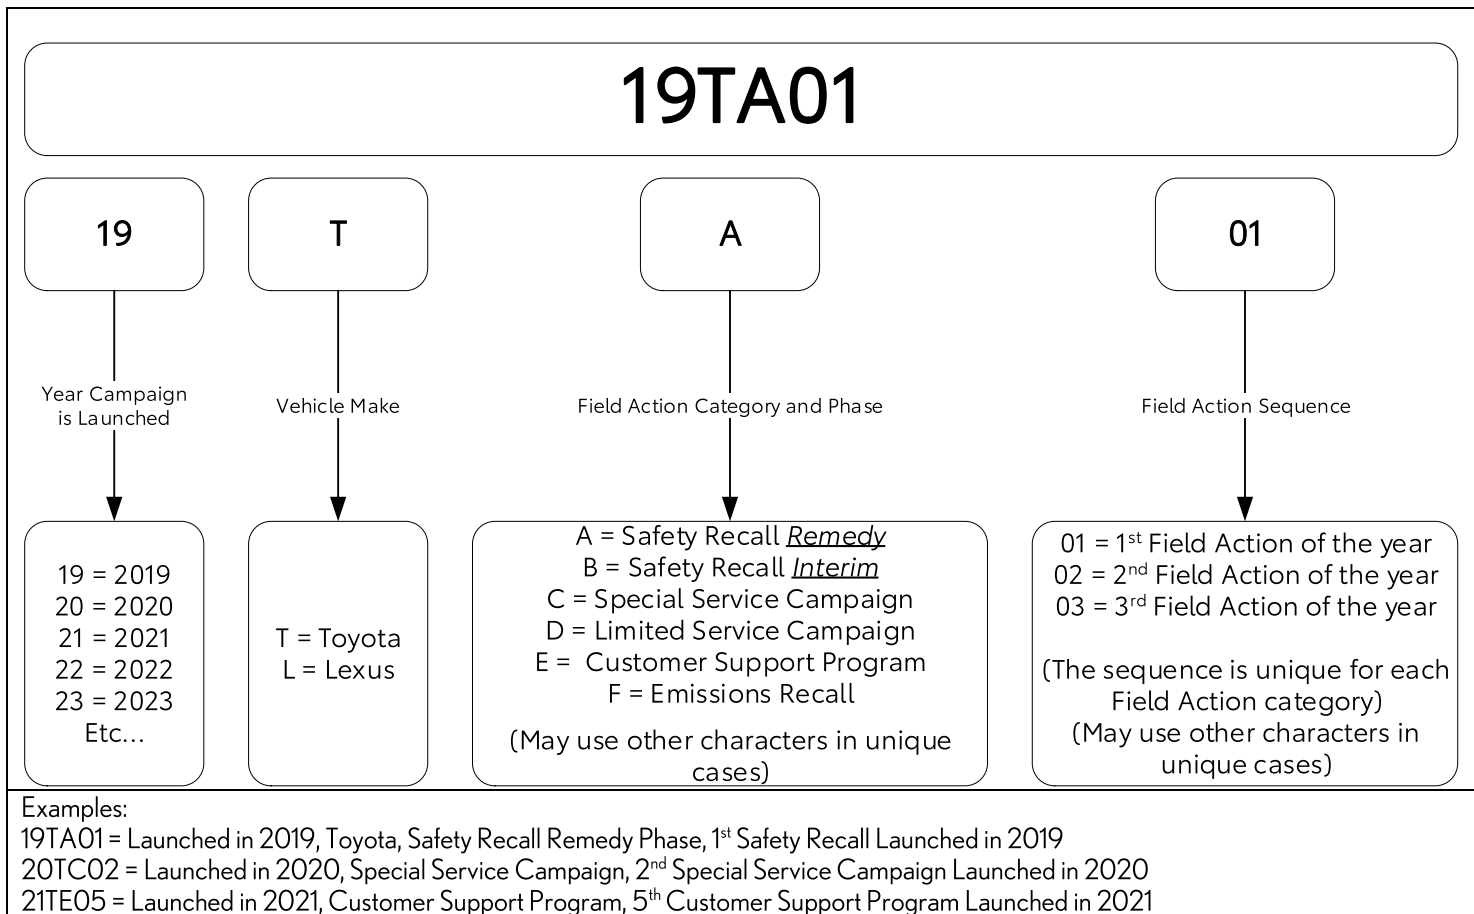 19TA01
19
T
A
01
Year Campaign
is Launched
Vehicle Make
Field Action Category and Phase
Field Action Sequence
19 = 2019
20 = 2020
21 = 2021
22 = 2022
23 = 2023
Etc...
T = Toyota
L = Lexus
A = Safety Recall Remedy
B = Safety Recall Interim
C = Special Service Campaign
D = Limited Service Campaign
E =  Customer Support Program
F = Emissions Recall
(May use other characters in unique
cases)
01 = 1st Field Action of the year
02 = 2nd Field Action of the year
03 = 3rd Field Action of the year
(The sequence is unique for each
Field Action category)
(May use other characters in
unique cases)
Examples:
19TA01 = Launched in 2019, Toyota, Safety Recall Remedy Phase, 1st Safety Recall Launched in 2019
20TC02 = Launched in 2020, Special Service Campaign, 2nd Special Service Campaign Launched in 2020
21TE05 = Launched in 2021, Customer Support Program, 5th Customer Support Program Launched in 2021